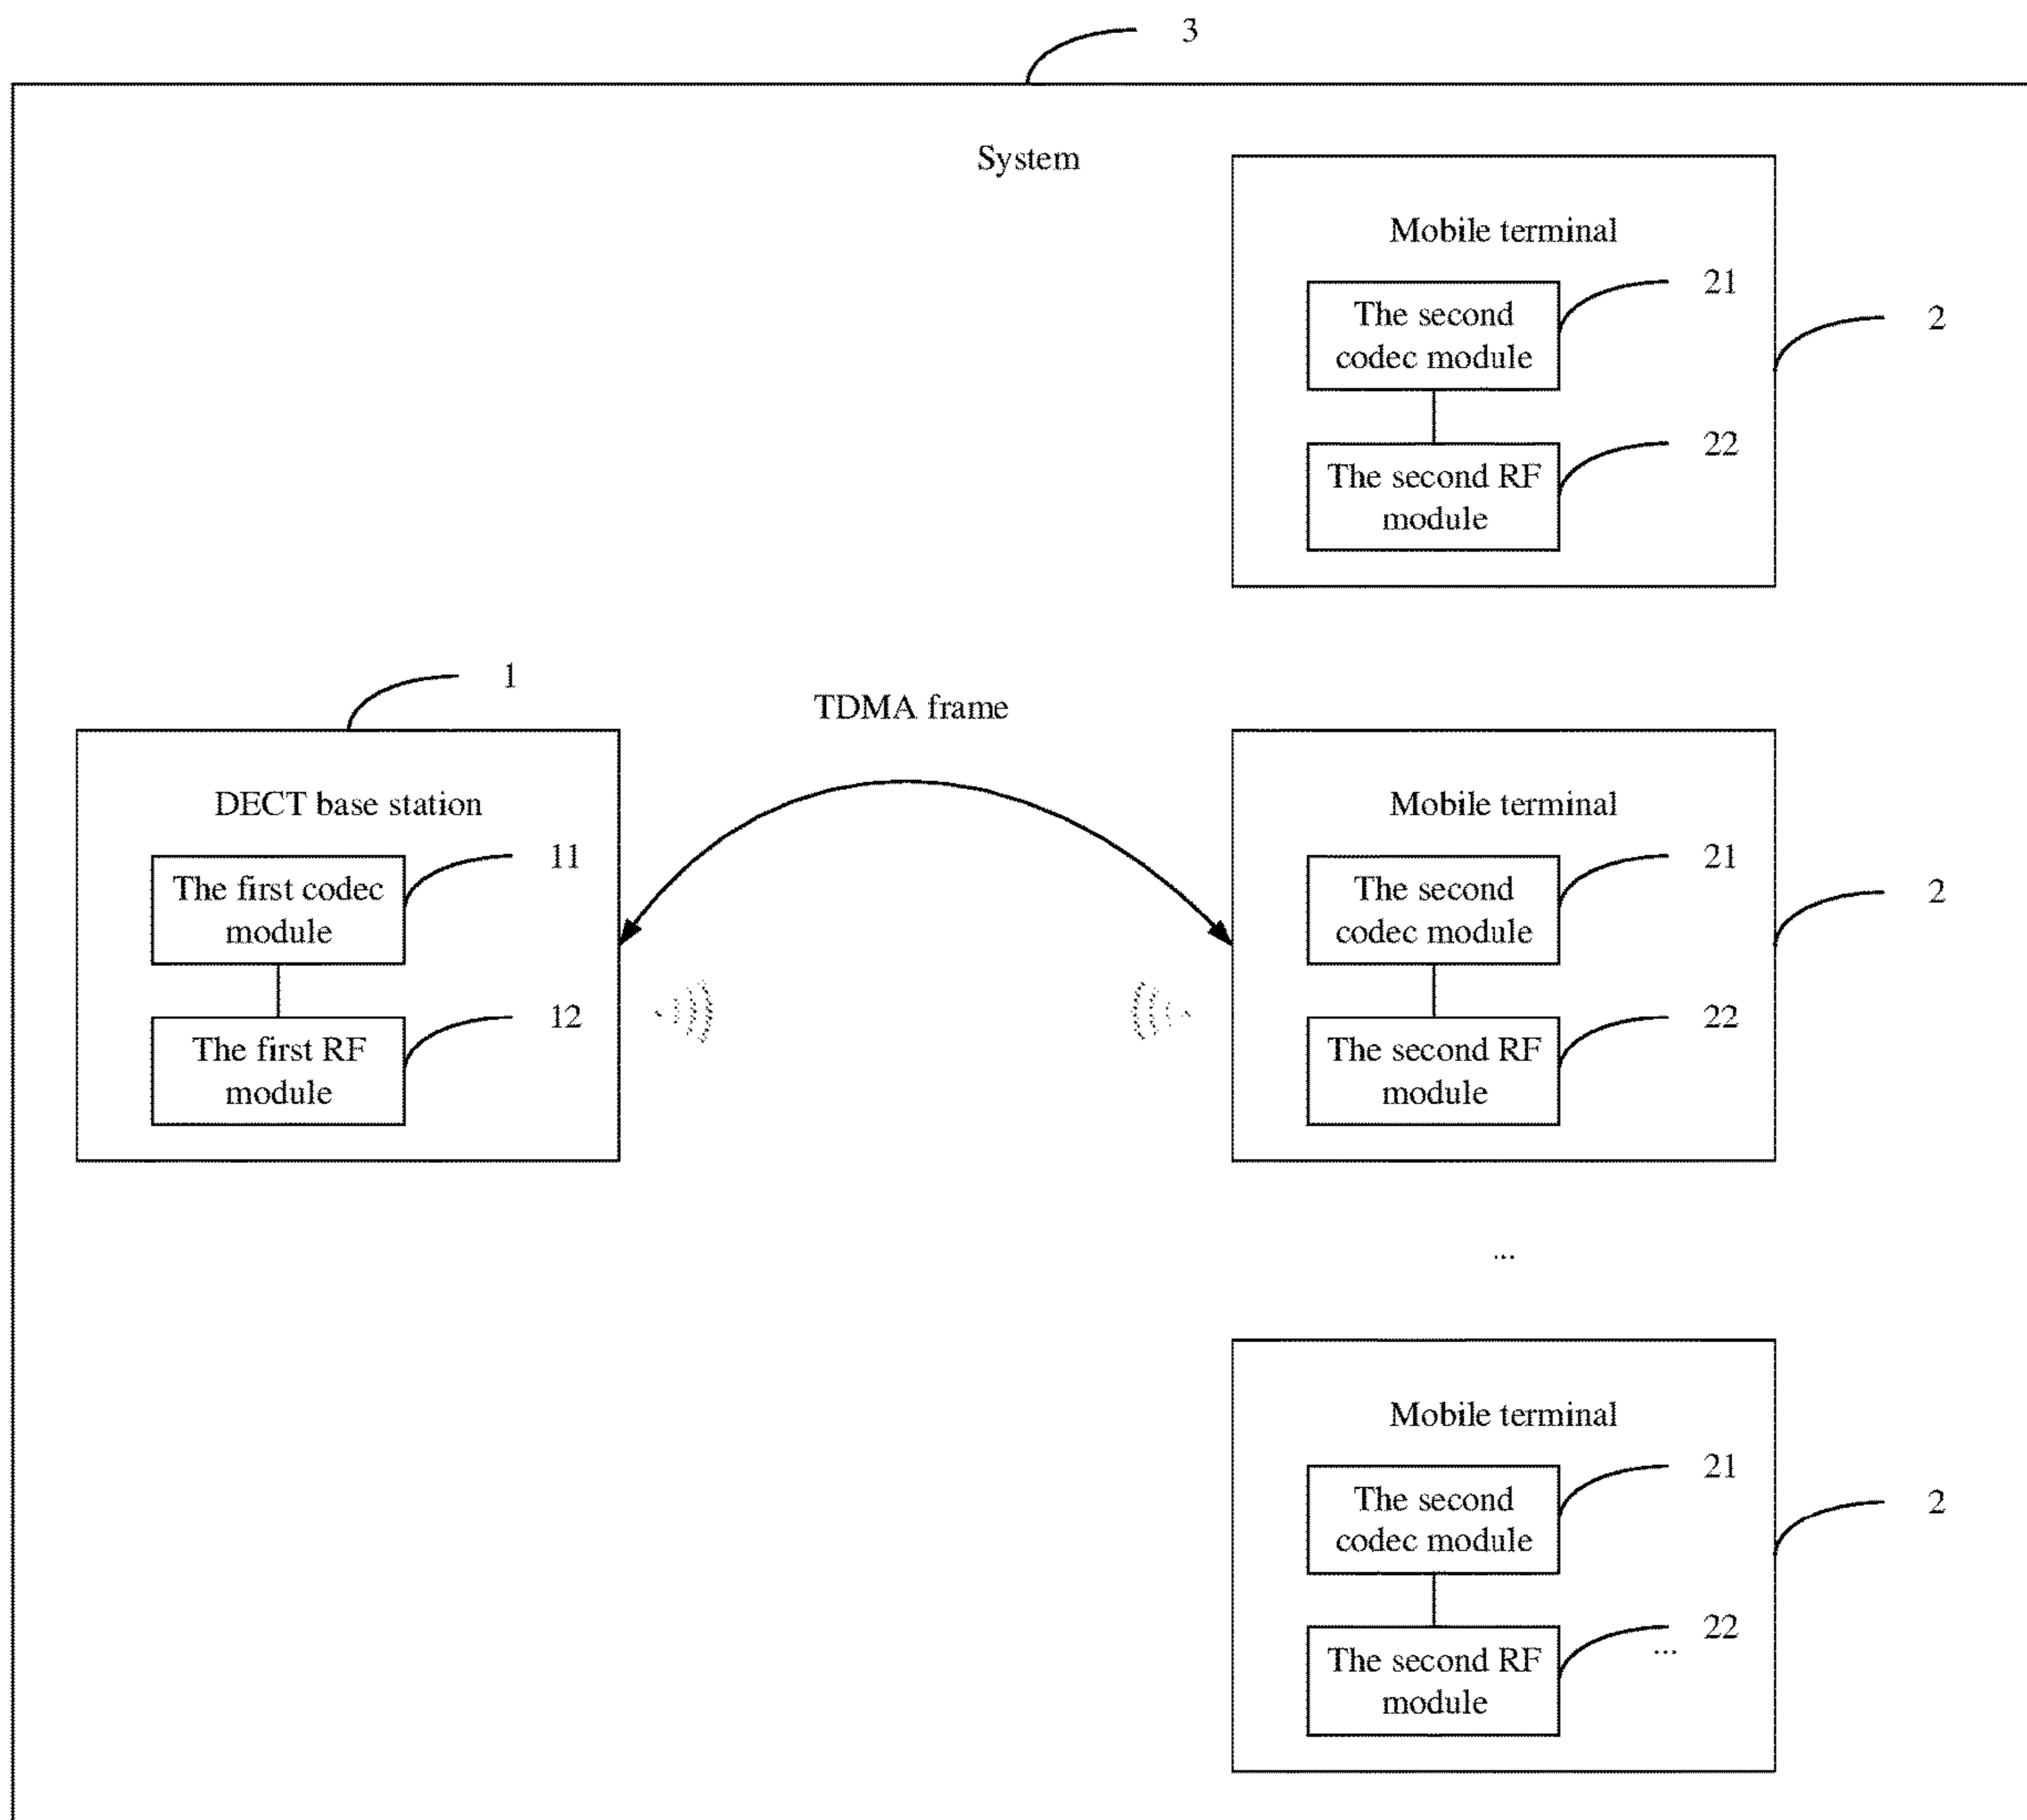 3
System
Mobile terminal
21
The second
codec module
2
22
The second RF
module
1
TDMA frame
DECT base station
11
The first codec
module
12
The first RF
module
Mobile terminal
21
The second
codec module
2
22
The second RF
module
...
Mobile terminal
21
The second
codec module
2
22
...
The second RF
module